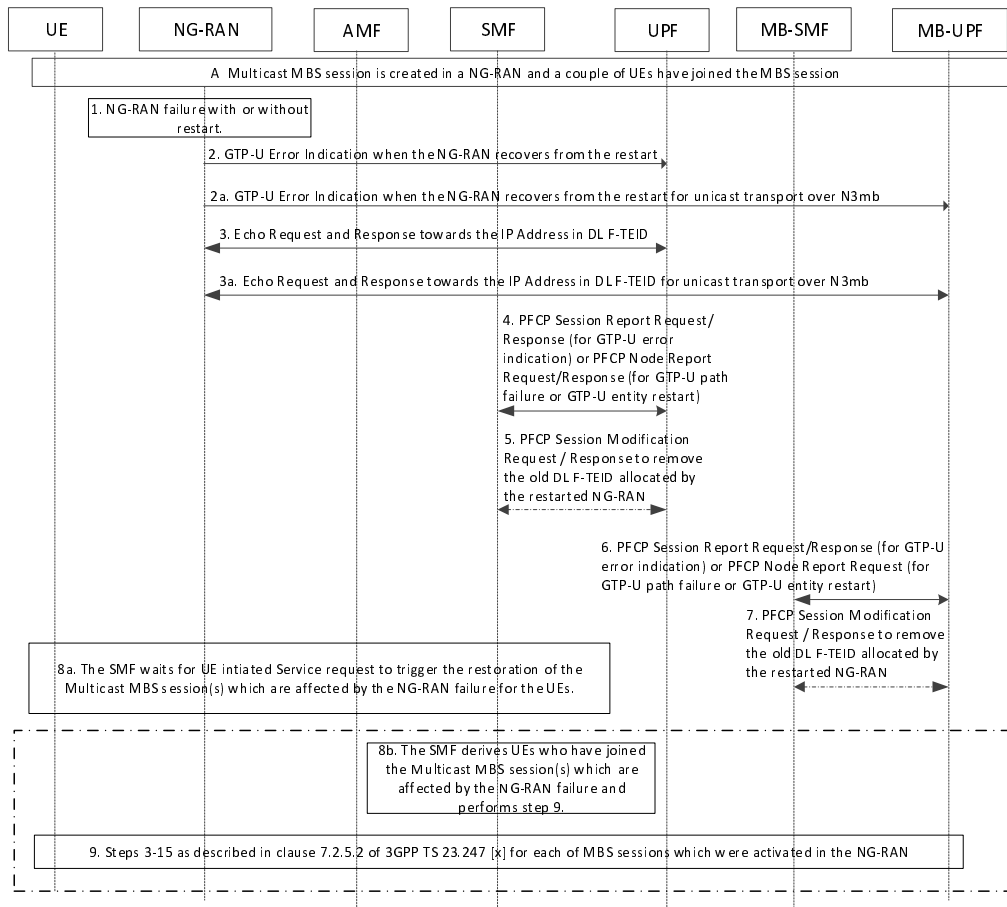 UE
NG-RAN
AMF
SMF
UPF
MB-SMF
MB-UPF
A Multicast MBS session is created in a NG-RAN and a couple of UEs have joined the MBS session
1. NG-RAN failure with or without
restart.
2. GTP-U Error Indication when the NG-RAN recovers from the restart
2a. GTP-U Error Indication when the NG-RAN recovers from the restart for unicast transport over N3mb
3. Echo Request and Response towards the IP Address in DL F-TEID
3a. Echo Request and Response towards the IP Address in DL F-TEID for unicast transport over N3mb
4. PFCP Session Report Request/
Response (for GTP-U error
indication) or PFCP Node Report
Request/Response (for GTP-U path
failure or GTP-U entity restart)
5. PFCP Session Modification
Request / Response to remove
the old DL F-TEID allocated by
the restarted NG-RAN
6. PFCP Session Report Request/Response (for GTP-U
error indication) or PFCP Node Report Request (for
GTP-U path failure or GTP-U entity restart)
7. PFCP Session Modification
Request / Response to remove
the old DL F-TEID allocated by
the restarted NG-RAN
8a. The SMF waits for UE intiated Service request to trigger the restoration of the
Multicast MBS session(s) which are affected by the NG-RAN failure for the UEs.
8b. The SMF derives UEs who have joined
the Multicast MBS session(s) which are
affected by the NG-RAN failure and
performs step 9.
9. Steps 3-15 as described in clause 7.2.5.2 of 3GPP TS 23.247 [x] for each of MBS sessions which were activated in the NG-RAN